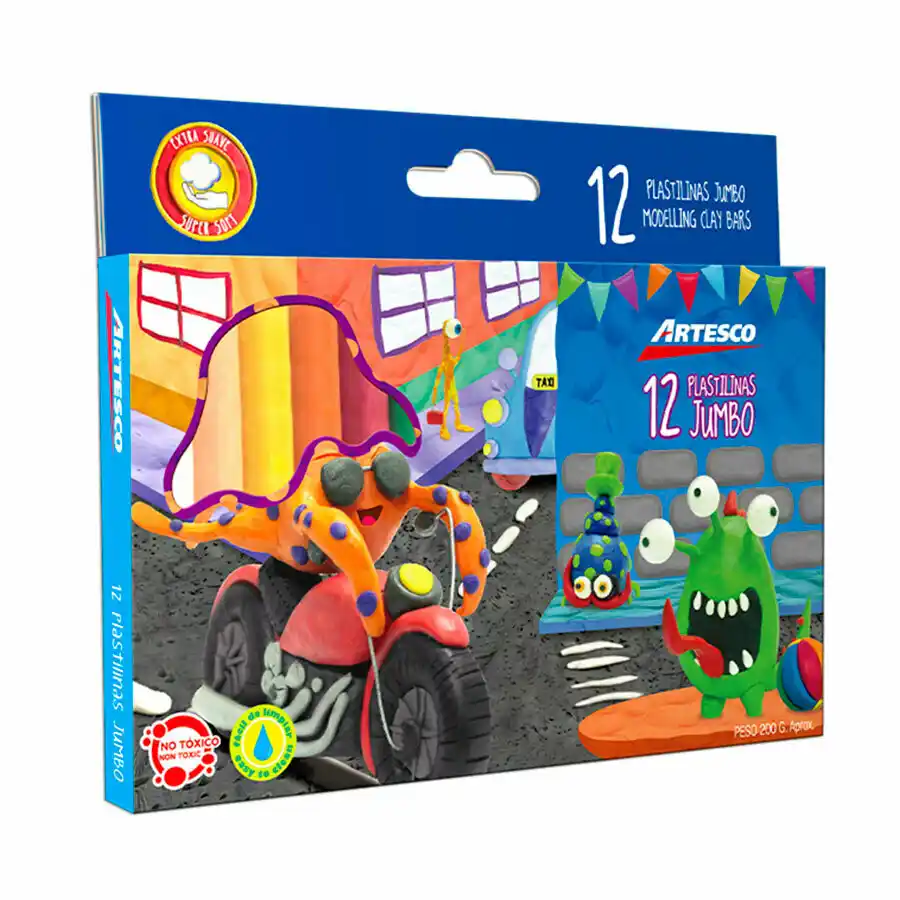 EXTRA SUAVE
SUPER SOFT
12
PLASTILINAS JUMBO
MODELLING CLAY BARS
ARTESCO
12 Plastilinas JUMBO
TAXI
ARTESCO
12
PLASTILINAS
JUMBO
NO TÓXICO
NON TOXIC
fácil de limpiar
easy to clean
PESO 200 G. Aprox.